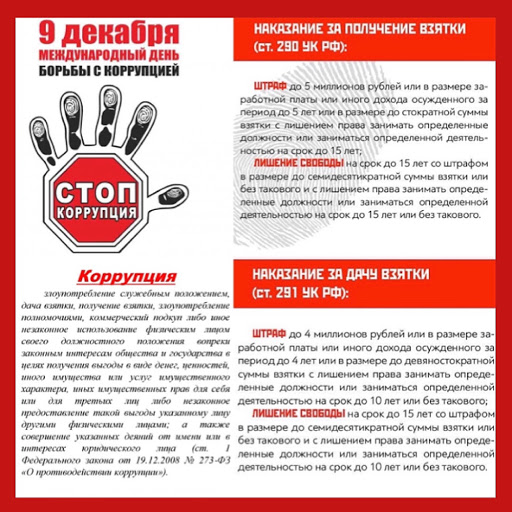 9 декабря
МЕЖДУНАРОДНЫЙ ДЕНЬ
БОРЬБЫ С КОРРУПЦИЕЙ
СТОП
КОРРУПЦИЯ
Коррупция
злоупотребление служебным положением,
дача взятки, получение взятки, злоупотребление
полномочиями, коммерческий подкуп либо иное
незаконное использование физическим лицом
своего должностного положения вопреки
законным интересам общества и государства в
целях получения выгоды в виде денег, ценностей,
иного имущества или услуг имущественного
характера, иных имущественных прав для себя
или для третьих лиц либо незаконное
предоставление такой выгоды указанному лицу
другими физическими лицами; а также
совершение указанных деяний от имени или в
интересах юридического лица (ст. 1
Федерального закона от 19.12.2008 № 273-ФЗ
«О противодействии коррупции»).
НАКАЗАНИЕ ЗА ПОЛУЧЕНИЕ ВЗЯТКИ
(ст. 290 УК РФ):
ШТРАФ до 5 миллионов рублей или в размере за-
работной платы или иного дохода осужденного за
период до 5 лет или в размере до стократной суммы
взятки с лишением права занимать определенные
должности или заниматься определенной деятель-
ностью на срок до 15 лет;
ЛИШЕНИЕ СВОБОДЫ на срок до 15 лет со штрафом
в размере до семидесятикратной суммы взятки или
без такового и с лишением права занимать опреде-
ленные должности или заниматься определенной
деятельностью на срок до 15 лет или без такового.
НАКАЗАНИЕ ЗА ДАЧУ ВЗЯТКИ
(ст. 291 УК РФ):
ШТРАФ до 4 миллионов рублей или в размере за-
работной платы или иного дохода осужденного за
период до 4 лет или в размере до девяностократной
суммы взятки с лишением права занимать опреде-
ленные должности или заниматься определенной
деятельностью на срок до 10 лет или без такового;
ЛИШЕНИЕ СВОБОДЫ на срок до 15 лет со штрафом
в размере до семидесятикратной суммы взятки или
без такового и с лишением права занимать опреде-
ленные должности или заниматься определенной
деятельностью на срок до 10 лет или без такового.